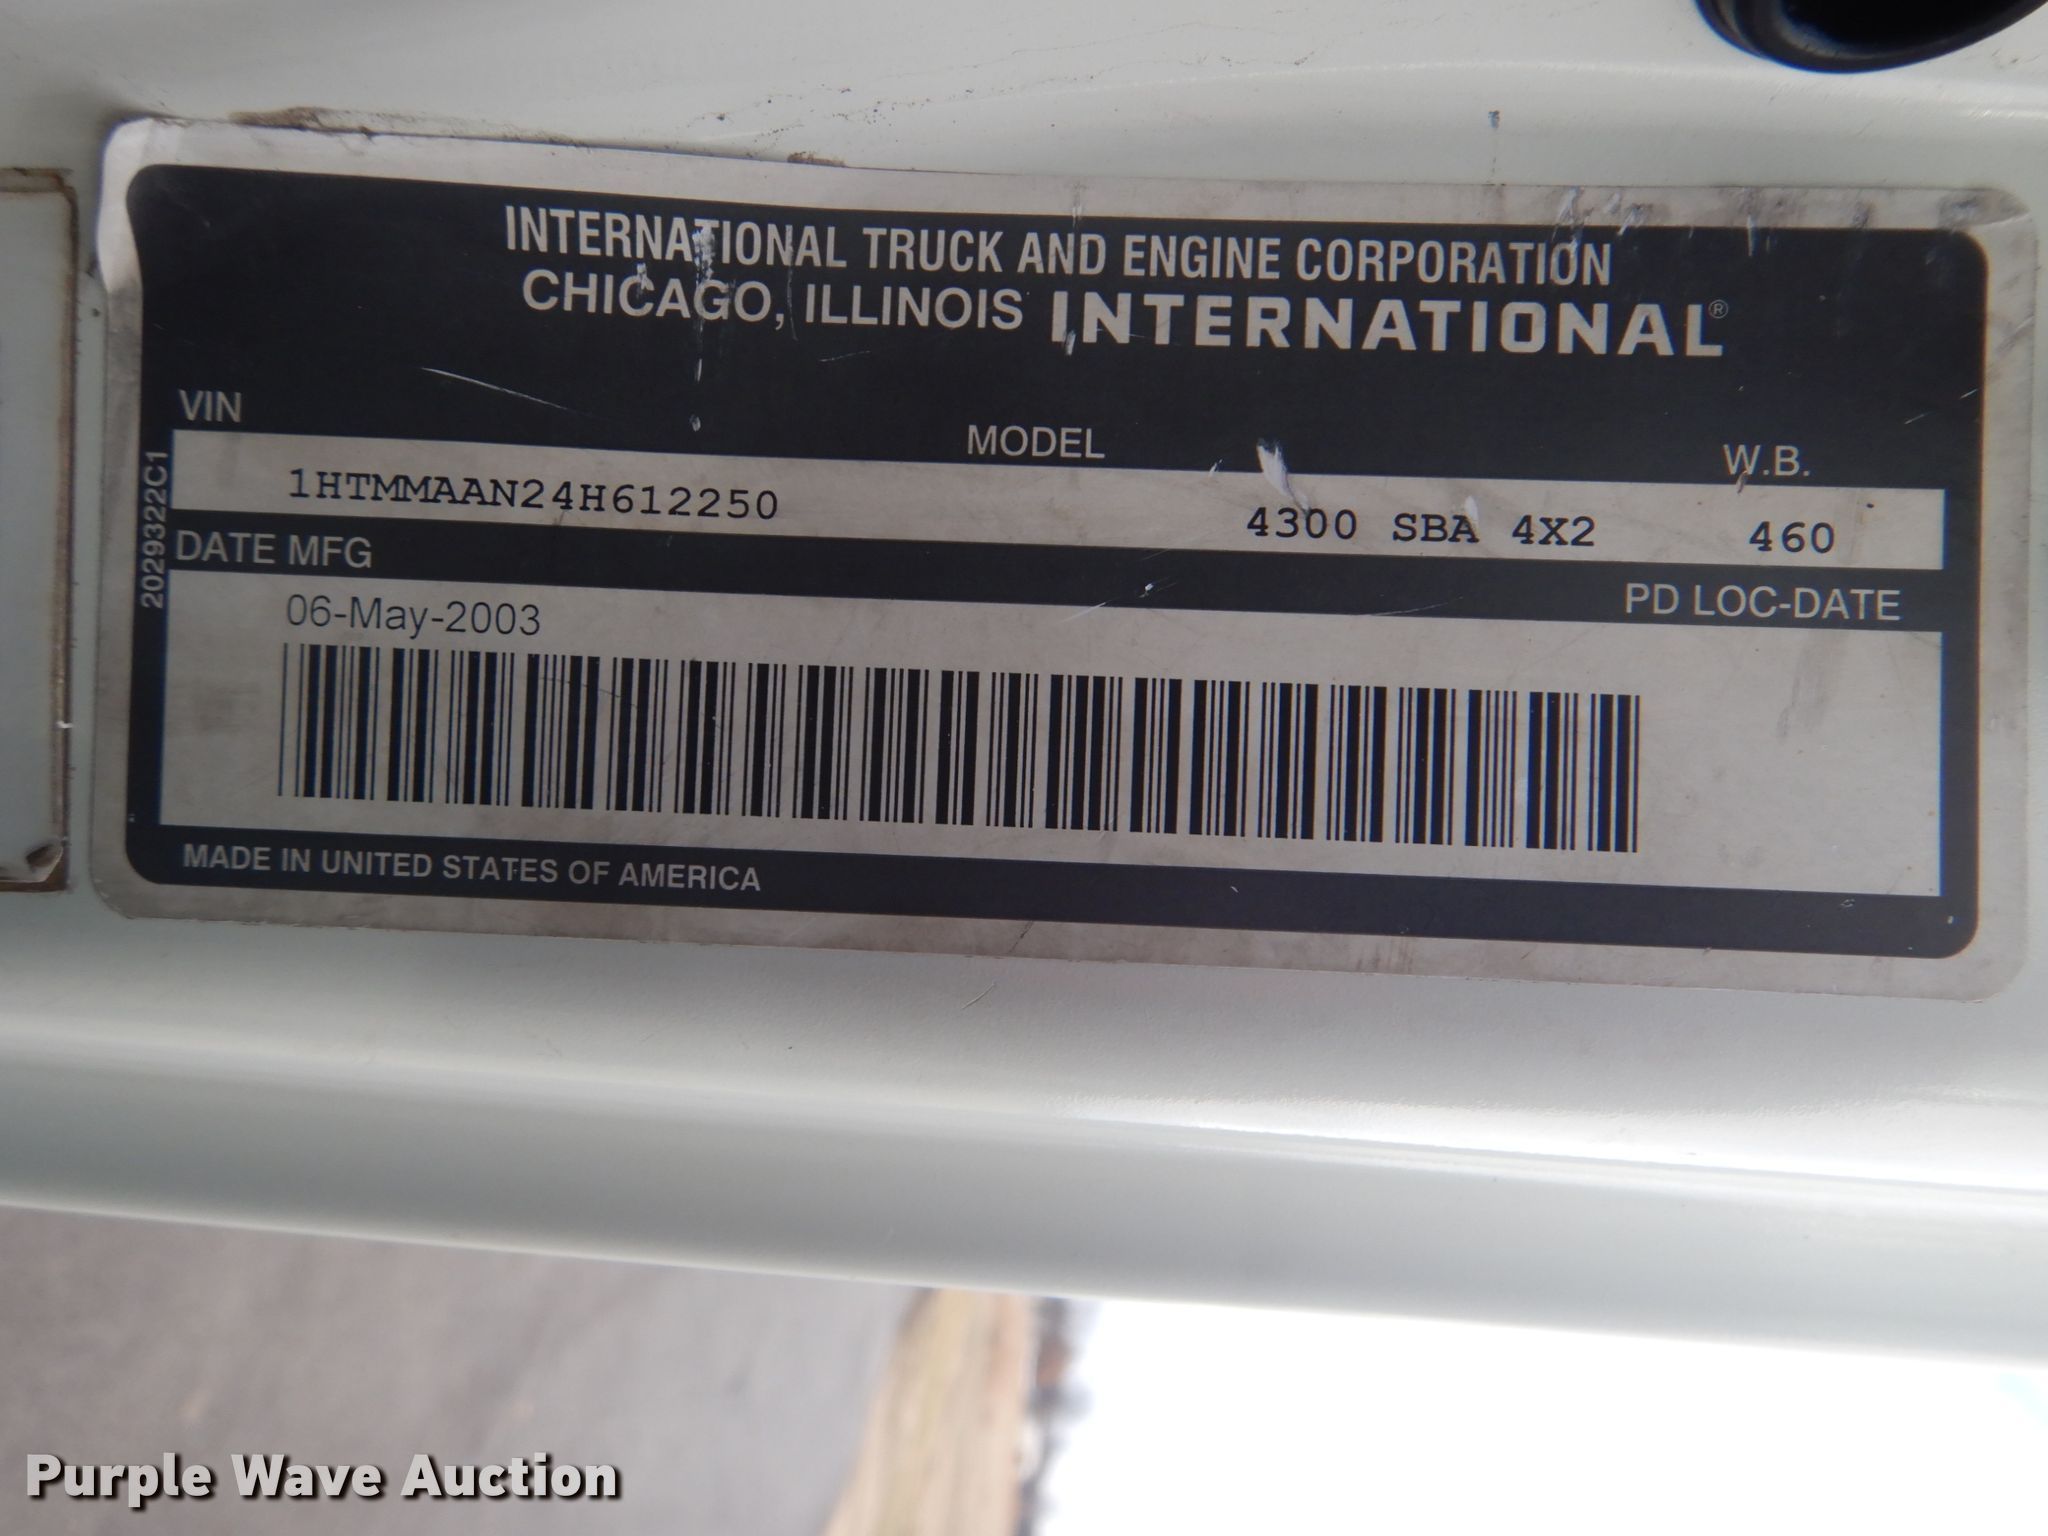 INTERNATIONAL TRUCK AND ENGINE CORPORATION
CHICAGO, ILLINOIS INTERNATIONAL®
VIN MODEL W.B.
1HTMMAAN24H612250 4300 SBA 4X2 460
2029322C1
DATE MFG PD LOC-DATE
06-May-2003
MADE IN UNITED STATES OF AMERICA
Purple Wave Auction